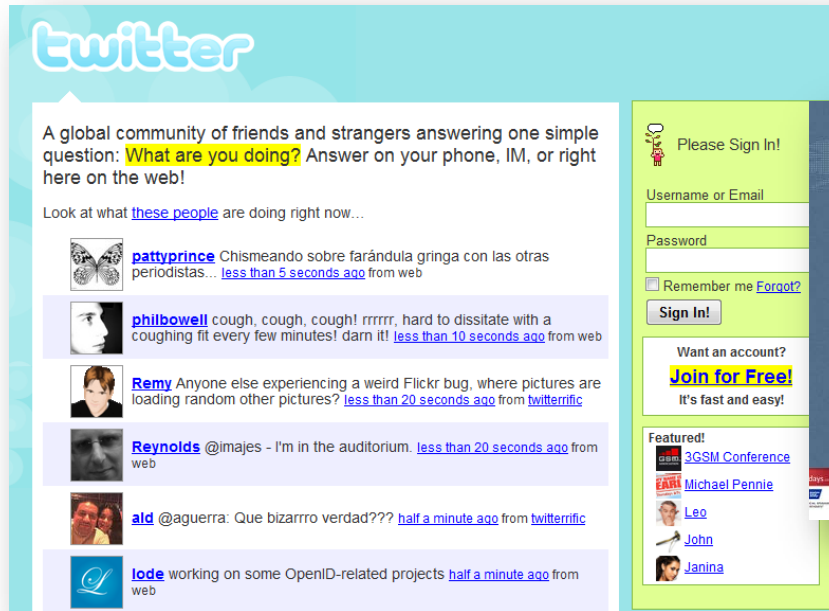 twitter
A global community of friends and strangers answering one simple
question: What are you doing? Answer on your phone, IM, or right
here on the web!
Look at what these people are doing right now…
pattyprince Chismeando sobre farándula gringa con las otras
periodistas... less than 5 seconds ago from web
philbowell cough, cough, cough! rrrrrr, hard to dissitate with a
coughing fit every few minutes! darn it! less than 10 seconds ago from web
Remy Anyone else experiencing a weird Flickr bug, where pictures are
loading random other pictures? less than 20 seconds ago from twitterrific
Reynolds @imajes - I'm in the auditorium. less than 20 seconds ago from
web
ald @aguerra: Que bizarrro verdad??? half a minute ago from twitterrific
lode working on some OpenID-related projects half a minute ago from
web
Please Sign In!
Username or Email
Password
Remember me Forgot?
Sign In!
Want an account?
Join for Free!
It's fast and easy!
Featured!
GSM
3GSM Conference
EARL
Michael Pennie
Leo
John
Janina
days